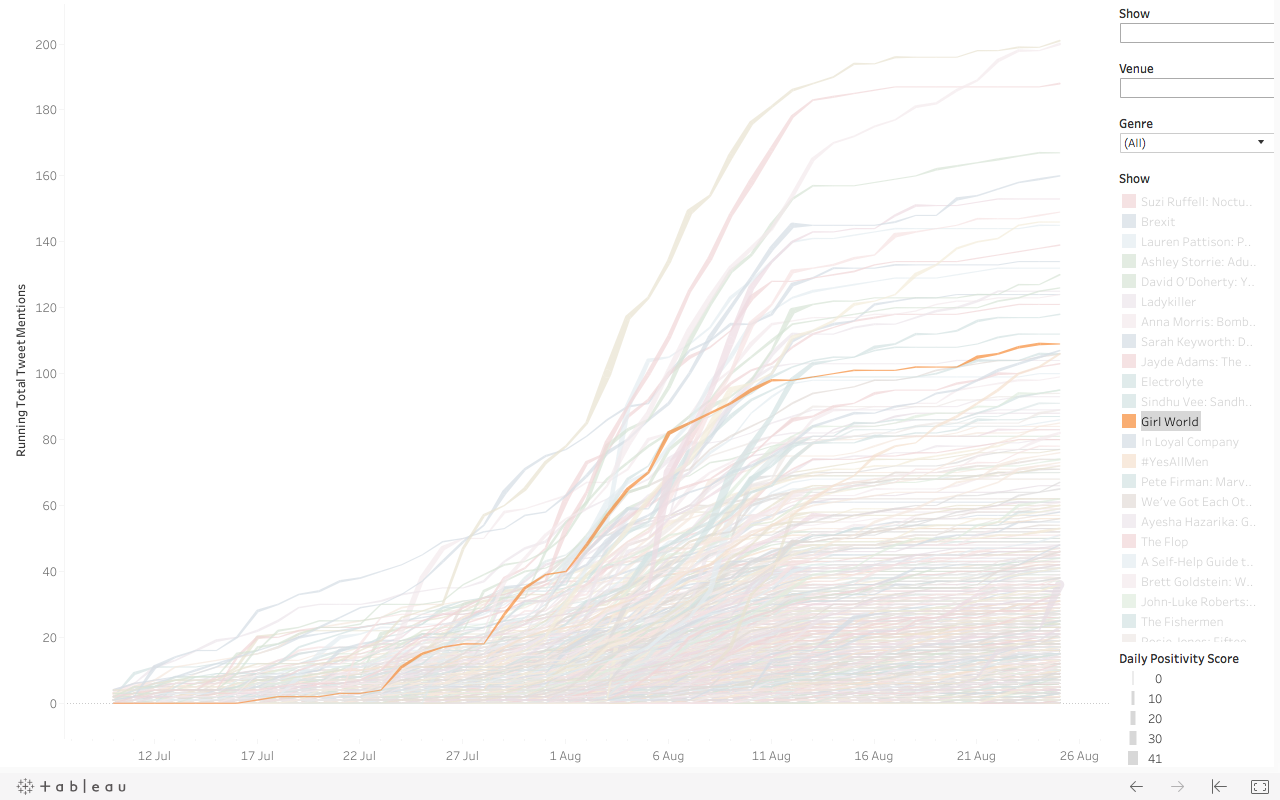 Running Total Tweet Mentions
200
180
160
140
120
100
80
60
40
20
0
12 Jul
17 Jul
22 Jul
27 Jul
1 Aug
6 Aug
11 Aug
16 Aug
21 Aug
26 Aug
Show
Venue
Genre
(All)
Show
Suzi Ruffell: Noctu..
Brexit
Lauren Pattison: P..
Ashley Storrie: Adu..
David O'Doherty: Y..
Ladykiller
Anna Morris: Bomb..
Sarah Keyworth: D..
Jayde Adams: The ..
Electrolyte
Sindhu Vee: Sandh..
Girl World
In Loyal Company
#YesAllMen
Pete Firman: Marv..
We've Got Each Ot..
Ayesha Hazarika: G..
The Flop
A Self-Help Guide t..
Brett Goldstein: W..
John-Luke Roberts:..
The Fishermen
Rosie Jones: Fifteen
Daily Positivity Score
0
10
20
30
41
+ableau